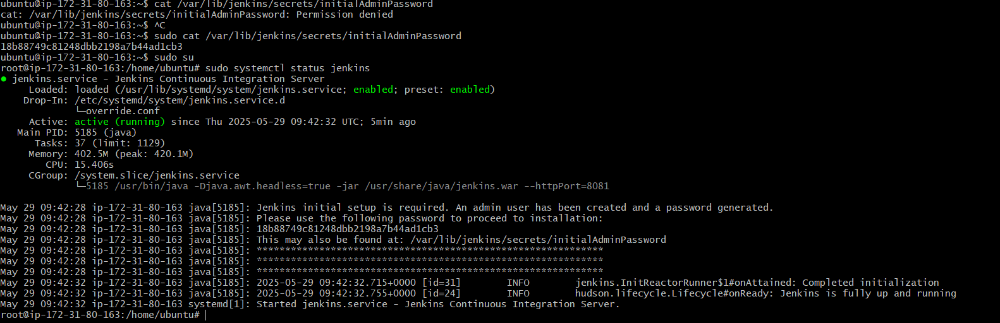 ubuntu@ip-172-31-80-163:~$ cat /var/lib/jenkins/secrets/initialAdminPassword
cat: /var/lib/jenkins/secrets/initialAdminPassword: Permission denied
ubuntu@ip-172-31-80-163:~$ ^C
ubuntu@ip-172-31-80-163:~$ sudo cat /var/lib/jenkins/secrets/initialAdminPassword
18b88749c81248dbb2198a7b44ad1cb3
ubuntu@ip-172-31-80-163:~$ sudo su
root@ip-172-31-80-163:/home/ubuntu# sudo systemctl status jenkins
● jenkins.service - Jenkins Continuous Integration Server
     Loaded: loaded (/usr/lib/systemd/system/jenkins.service; enabled; preset: enabled)
    Drop-In: /etc/systemd/system/jenkins.service.d
             └─override.conf
     Active: active (running) since Thu 2025-05-29 09:42:32 UTC; 5min ago
   Main PID: 5185 (java)
      Tasks: 37 (limit: 1129)
     Memory: 402.5M (peak: 420.1M)
        CPU: 15.406s
     CGroup: /system.slice/jenkins.service
             └─5185 /usr/bin/java -Djava.awt.headless=true -jar /usr/share/java/jenkins.war --httpPort=8081
May 29 09:42:28 ip-172-31-80-163 java[5185]: Jenkins initial setup is required. An admin user has been created and a password generated.
May 29 09:42:28 ip-172-31-80-163 java[5185]: Please use the following password to proceed to installation:
May 29 09:42:28 ip-172-31-80-163 java[5185]: 18b88749c81248dbb2198a7b44ad1cb3
May 29 09:42:28 ip-172-31-80-163 java[5185]: This may also be found at: /var/lib/jenkins/secrets/initialAdminPassword
May 29 09:42:28 ip-172-31-80-163 java[5185]: *************************************************************
May 29 09:42:28 ip-172-31-80-163 java[5185]: *************************************************************
May 29 09:42:28 ip-172-31-80-163 java[5185]: *************************************************************
May 29 09:42:32 ip-172-31-80-163 java[5185]: 2025-05-29 09:42:32.715+0000 [id=31]        INFO        jenkins.InitReactorRunner$1#onAttained: Completed initialization
May 29 09:42:32 ip-172-31-80-163 java[5185]: 2025-05-29 09:42:32.755+0000 [id=24]        INFO        hudson.lifecycle.Lifecycle#onReady: Jenkins is fully up and running
May 29 09:42:32 ip-172-31-80-163 systemd[1]: Started jenkins.service - Jenkins Continuous Integration Server.
root@ip-172-31-80-163:/home/ubuntu#